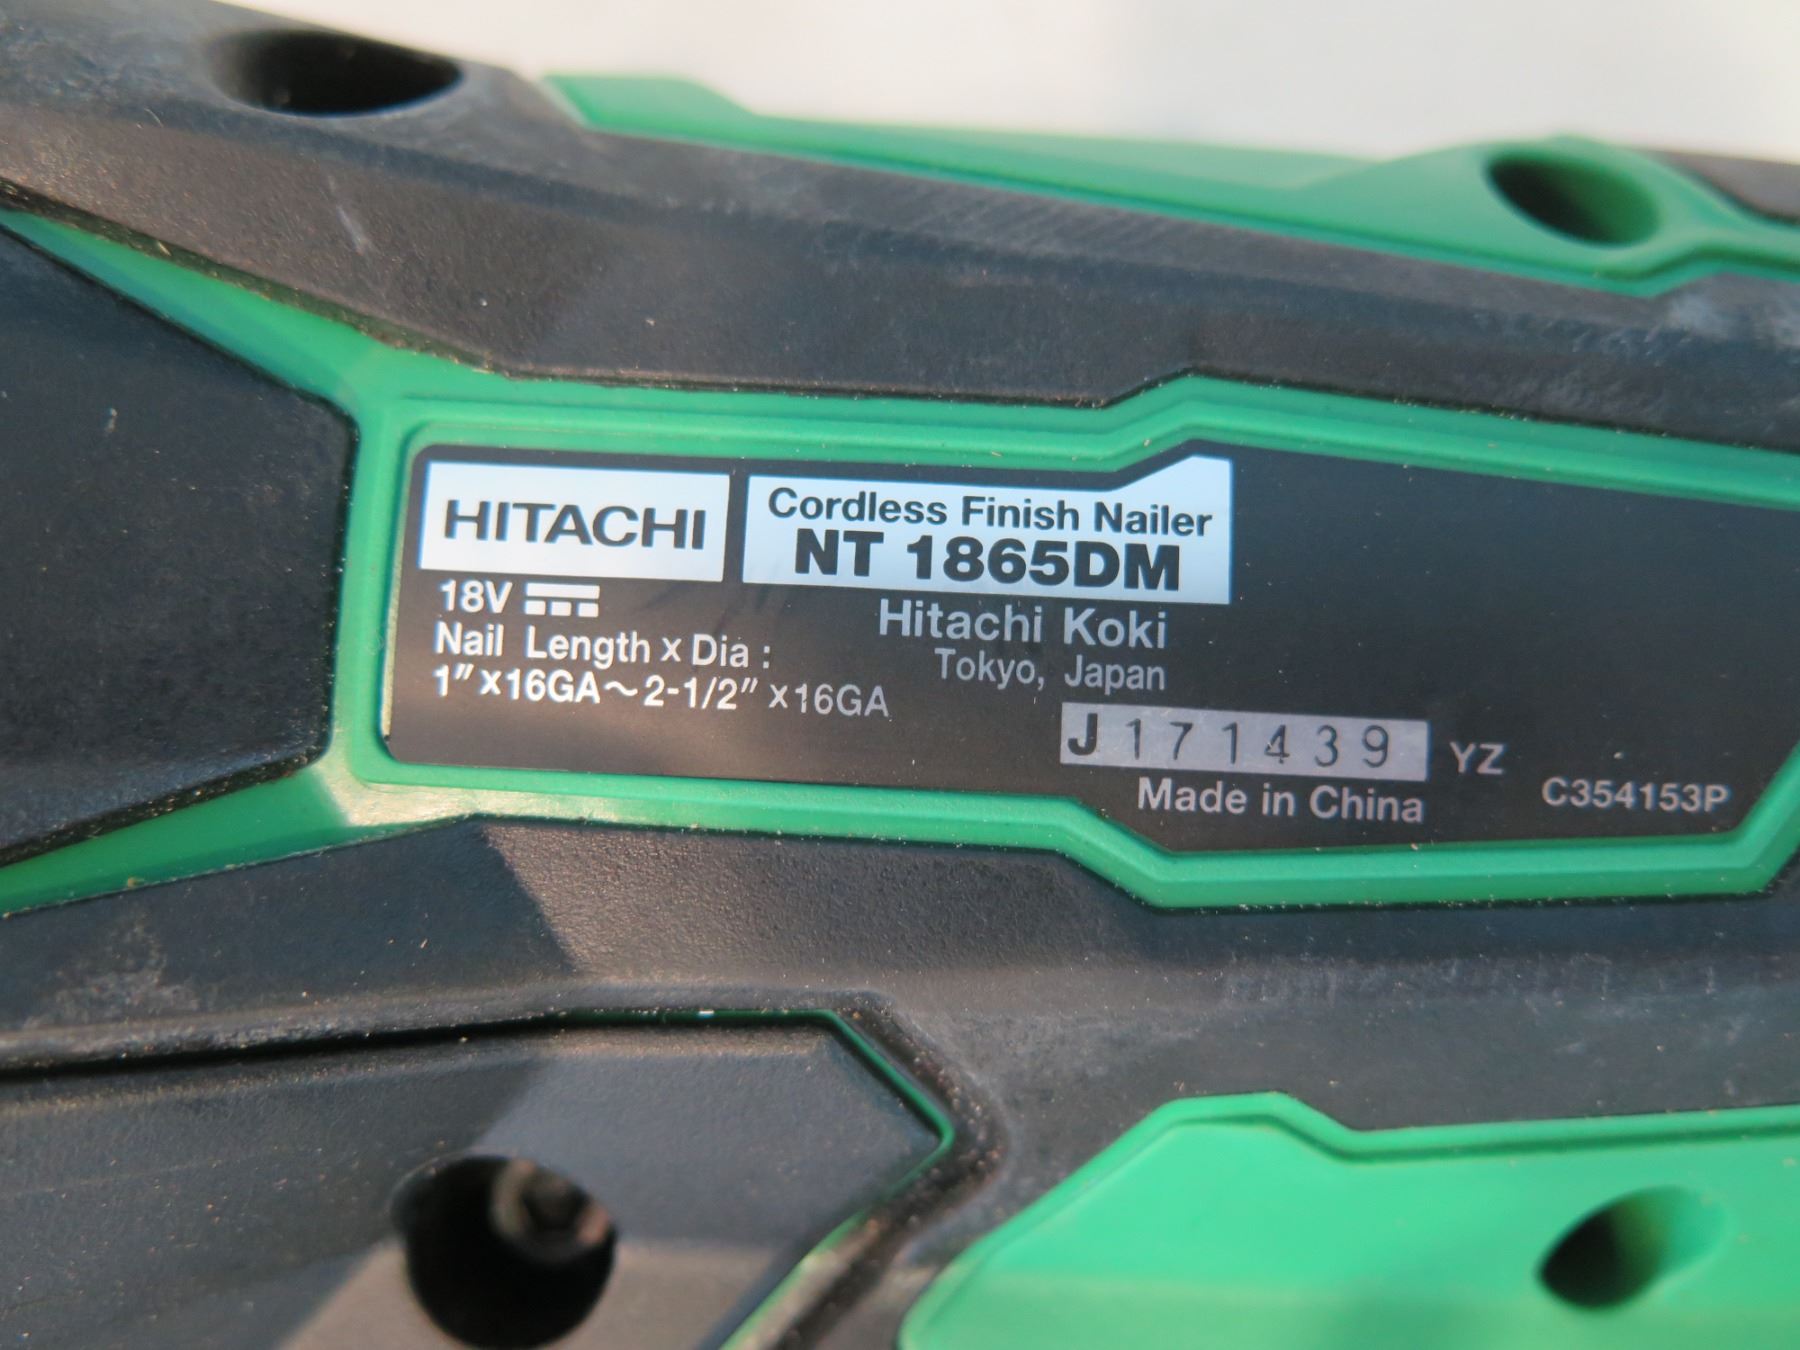 HITACHI
Cordless Finish Nailer
NT 1865DM
18V
Hitachi Koki
Nail Length x Dia :
Tokyo, Japan
1″x16GA～2-1/2″x16GA
J171439 YZ
Made in China
C354153P